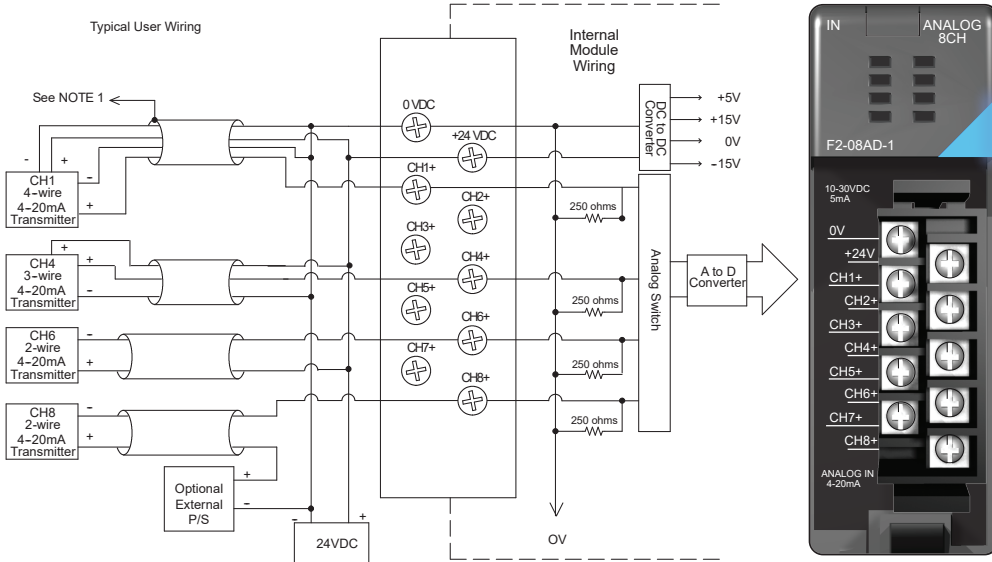 Typical User Wiring
Internal
Module
Wiring
See NOTE 1
- +
CH1
4-wire
4-20mA
Transmitter
-
+
+
CH4
3-wire
4-20mA
Transmitter
+
-
CH6
2-wire
4-20mA
Transmitter
-
+
CH8
2-wire
4-20mA
Transmitter
-
+
Optional
External
P/S
+
-
- +
24VDC
0 VDC
+24 VDC
CH1+
CH2+
CH3+
CH4+
CH5+
CH6+
CH7+
CH8+
250 ohms
250 ohms
250 ohms
250 ohms
OV
DC to DC
Converter
+5V
+15V
0V
-15V
Analog Switch
A to D
Converter
IN
ANALOG
8CH
F2-08AD-1
10-30VDC
5mA
0V
+24V
CH1+
CH2+
CH3+
CH4+
CH5+
CH6+
CH7+
CH8+
ANALOG IN
4-20mA